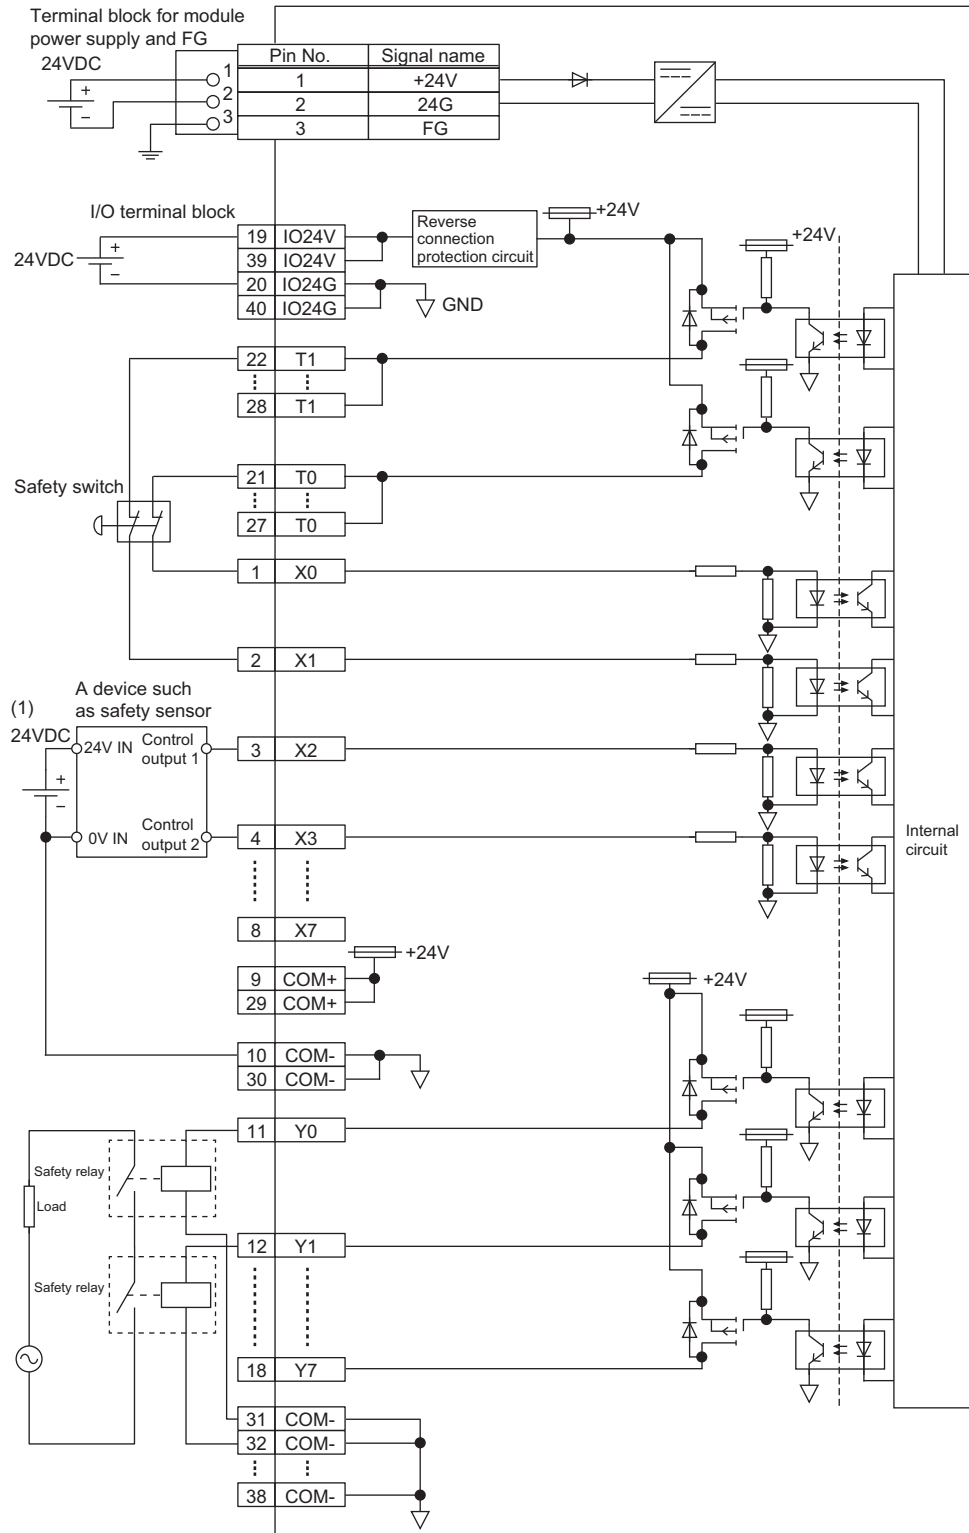 Terminal block for module
power supply and FG
24VDC
+
−
1
2
3
Pin No. Signal name
1 +24V
2 24G
3 FG
I/O terminal block
24VDC
+
−
19 IO24V
39 IO24V
20 IO24G
40 IO24G
Reverse
connection
protection circuit
+24V
GND
+24V
22 T1
28 T1
Safety switch
21 T0
27 T0
1 X0
2 X1
A device such
as safety sensor
(1)
24VDC
+
−
24V IN
Control
output 1
0V IN
Control
output 2
3 X2
4 X3
8 X7
Internal
circuit
+24V
9 COM+
29 COM+
+24V
10 COM-
30 COM-
11 Y0
Safety relay
Load
12 Y1
Safety relay
18 Y7
31 COM-
32 COM-
38 COM-